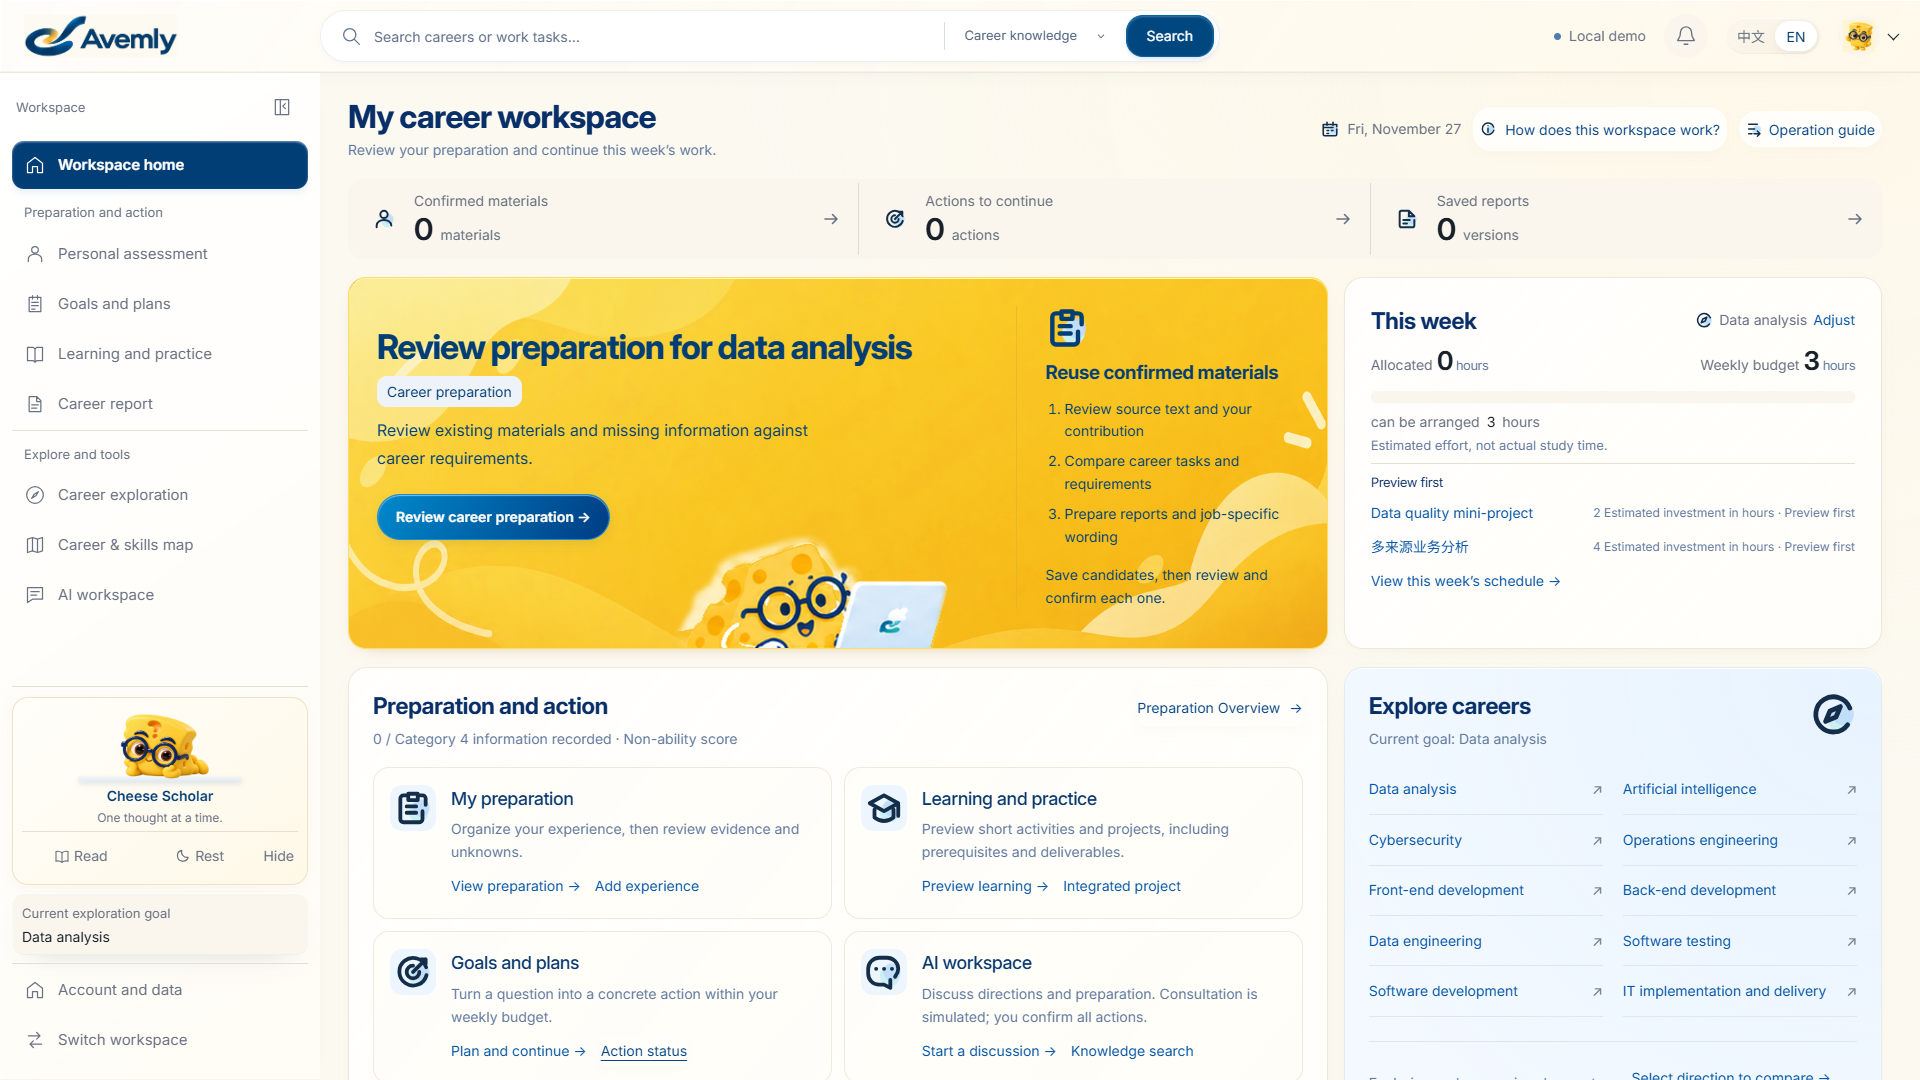 Avemly
Search careers or work tasks...
Career knowledge
Search
Local demo
中文
EN
Workspace
Workspace home
Preparation and action
Personal assessment
Goals and plans
Learning and practice
Career report
Explore and tools
Career exploration
Career & skills map
AI workspace
Cheese Scholar
One thought at a time.
Read
Rest
Hide
Current exploration goal
Data analysis
Account and data
Switch workspace
My career workspace
Review your preparation and continue this week's work.
Fri, November 27
How does this workspace work?
Operation guide
Confirmed materials
0 materials
Actions to continue
0 actions
Saved reports
0 versions
Review preparation for data analysis
Career preparation
Review existing materials and missing information against
career requirements.
Review career preparation →
Reuse confirmed materials
1. Review source text and your
contribution
2. Compare career tasks and
requirements
3. Prepare reports and job-specific
wording
Save candidates, then review and
confirm each one.
This week
Data analysis Adjust
Allocated 0 hours
Weekly budget 3 hours
can be arranged 3 hours
Estimated effort, not actual study time.
Preview first
Data quality mini-project
2 Estimated investment in hours · Preview first
多来源业务分析
4 Estimated investment in hours · Preview first
View this week's schedule →
Preparation and action
Preparation Overview →
0 / Category 4 information recorded · Non-ability score
My preparation
Organize your experience, then review evidence and
unknowns.
View preparation → Add experience
Learning and practice
Preview short activities and projects, including
prerequisites and deliverables.
Preview learning → Integrated project
Goals and plans
Turn a question into a concrete action within your
weekly budget.
Plan and continue → Action status
AI workspace
Discuss directions and preparation. Consultation is
simulated; you confirm all actions.
Start a discussion → Knowledge search
Explore careers
Current goal: Data analysis
Data analysis ↗
Artificial intelligence ↗
Cybersecurity ↗
Operations engineering ↗
Front-end development ↗
Back-end development ↗
Data engineering ↗
Software testing ↗
Software development ↗
IT implementation and delivery ↗
Select direction to compare →